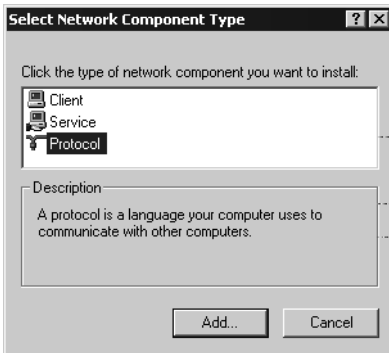 Select Network Component Type
Click the type of network component you want to install:
Client
Service
Protocol
Description
A protocol is a language your computer uses to
communicate with other computers.
Add... Cancel